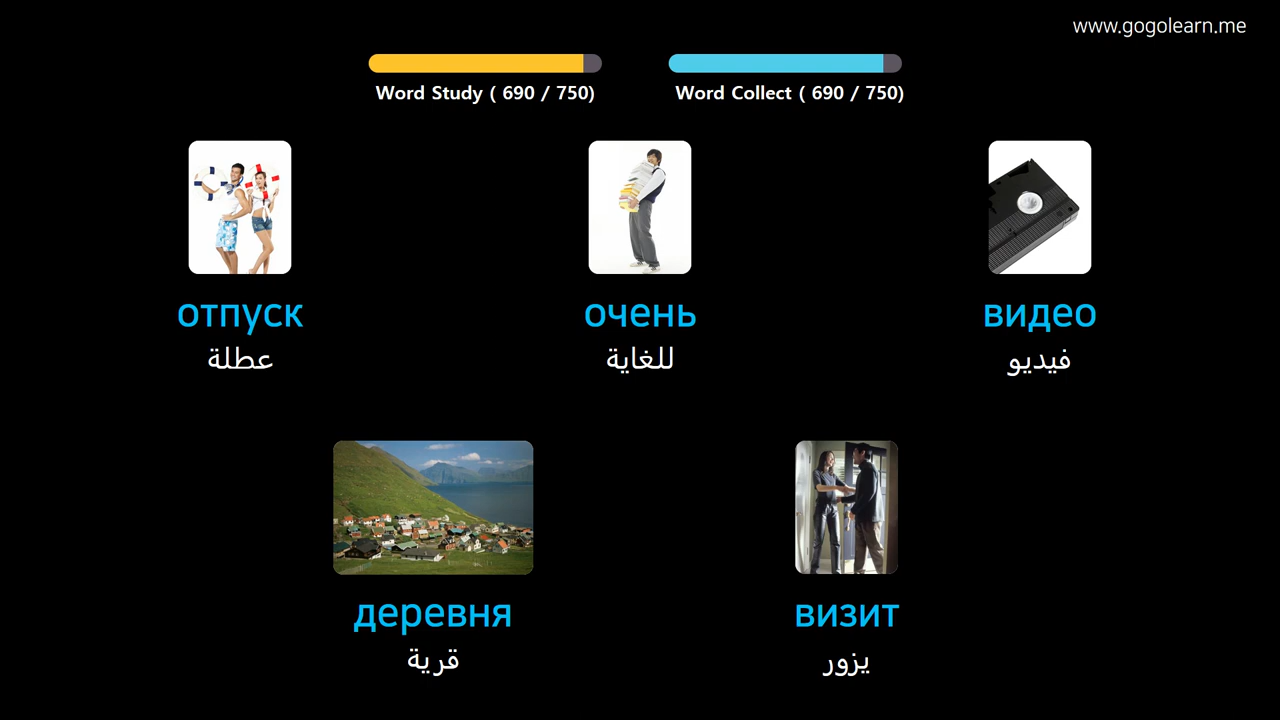 www.gogolearn.me
Word Study ( 690 / 750)
Word Collect ( 690 / 750)
отпуск
عطلة
очень
للغاية
видео
فيديو
деревня
قرية
визит
يزور